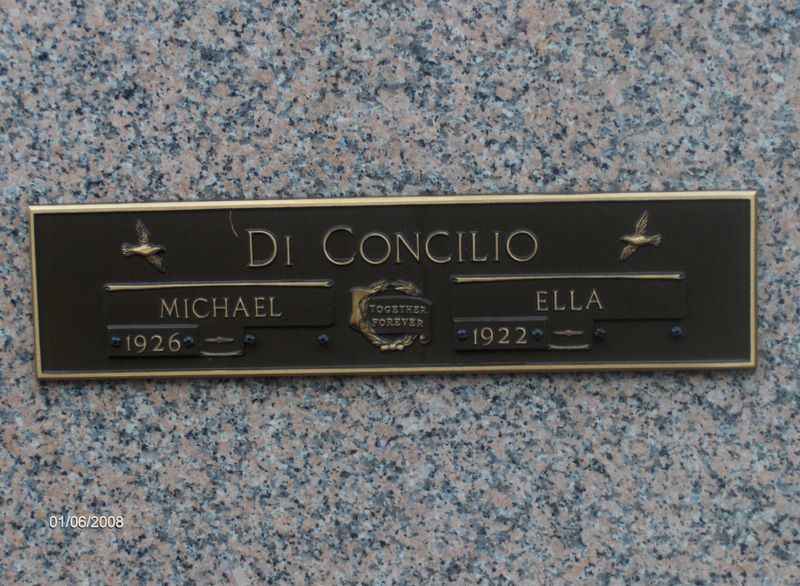 DI CONCILIO
MICHAEL
ELLA
TOGETHER
FOREVER
1926
1922
01/06/2008